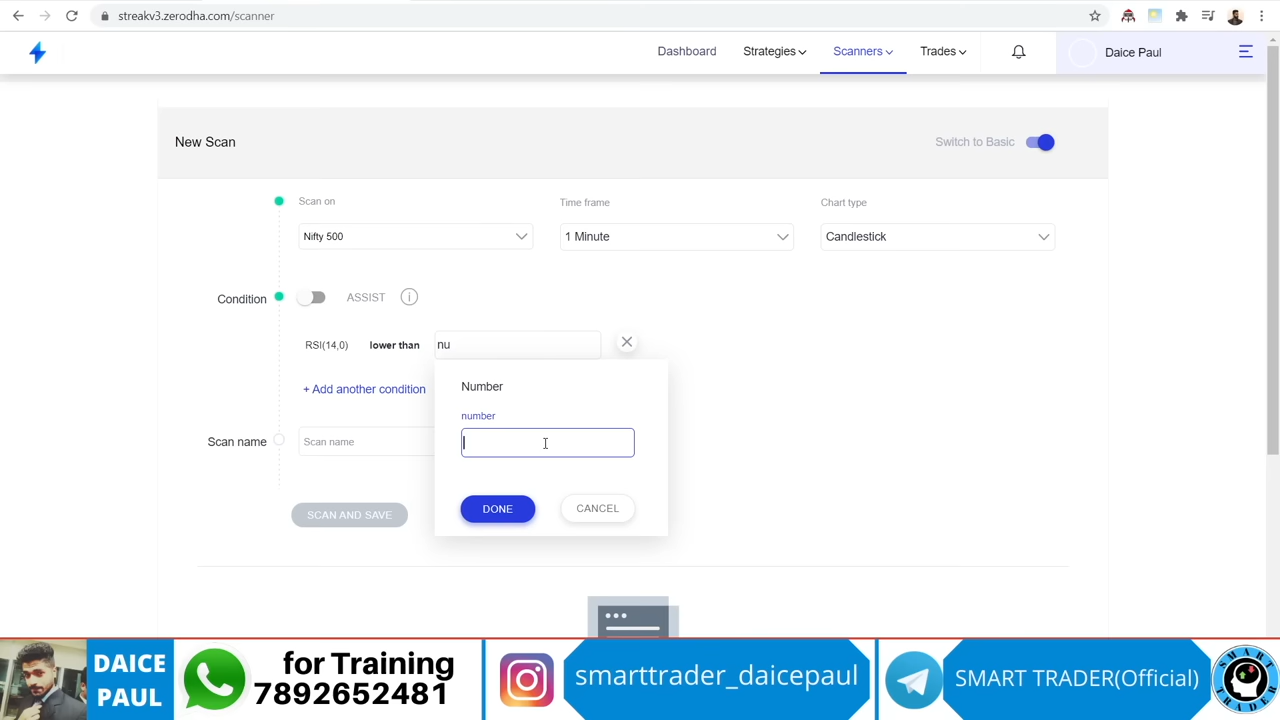 streakv3.zerodha.com/scanner
Dashboard
Strategies
Scanners
Trades
Daice Paul
New Scan
Switch to Basic
Scan on
Time frame
Chart type
Nifty 500
1 Minute
Candlestick
Condition
ASSIST
i
RSI(14,0)
lower than
nu
+ Add another condition
Number
number
Scan name
Scan name
SCAN AND SAVE
DONE
CANCEL
DAICE
PAUL
for Training
7892652481
smarttrader_daicepaul
SMART TRADER(Official)
SMART
TRADER